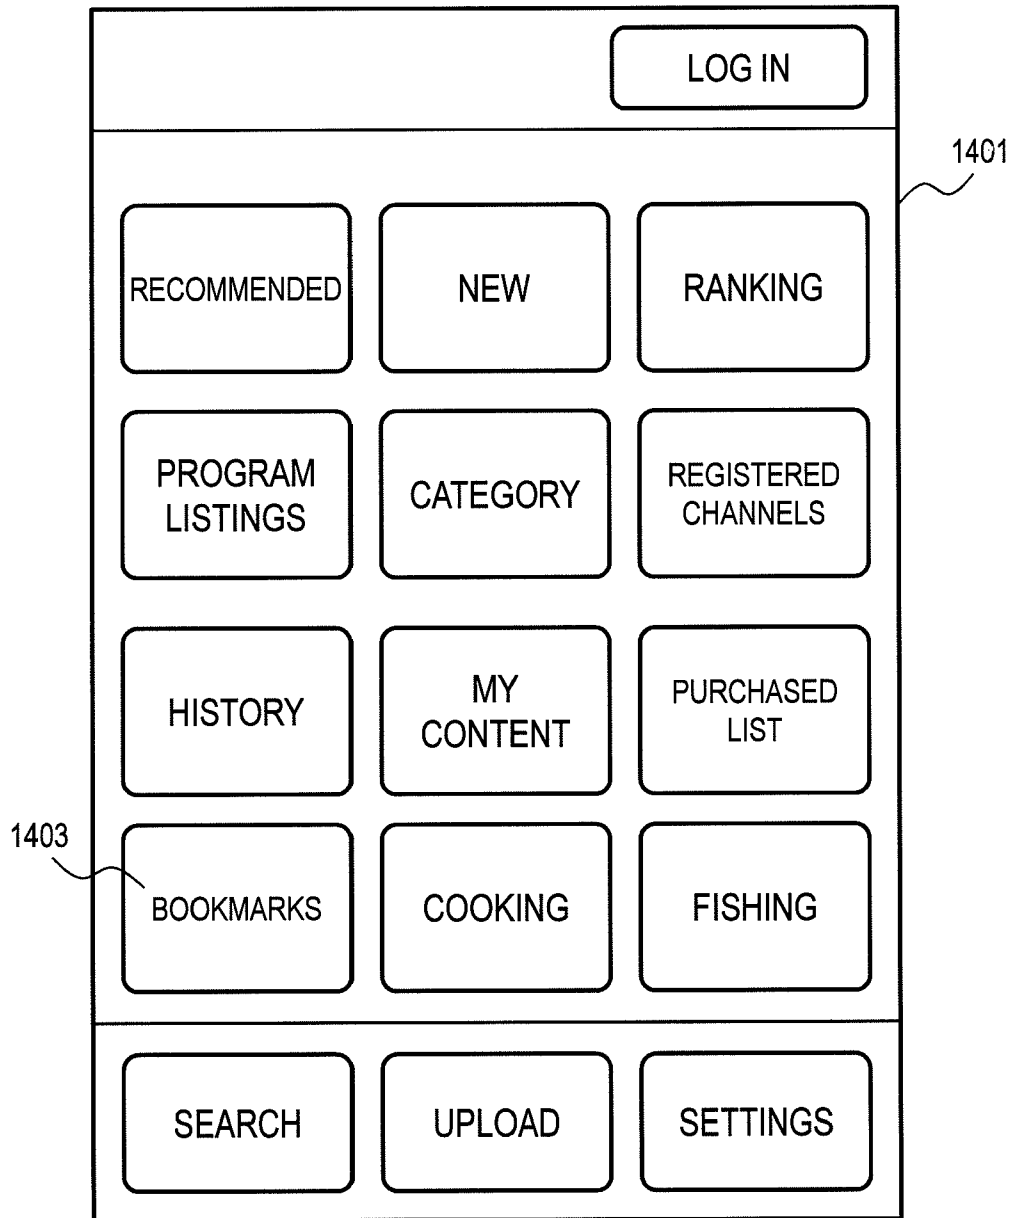 LOG IN
1401
RECOMMENDED
NEW
RANKING
PROGRAM
LISTINGS
CATEGORY
REGISTERED
CHANNELS
HISTORY
MY
CONTENT
PURCHASED
LIST
1403
BOOKMARKS
COOKING
FISHING
SEARCH
UPLOAD
SETTINGS